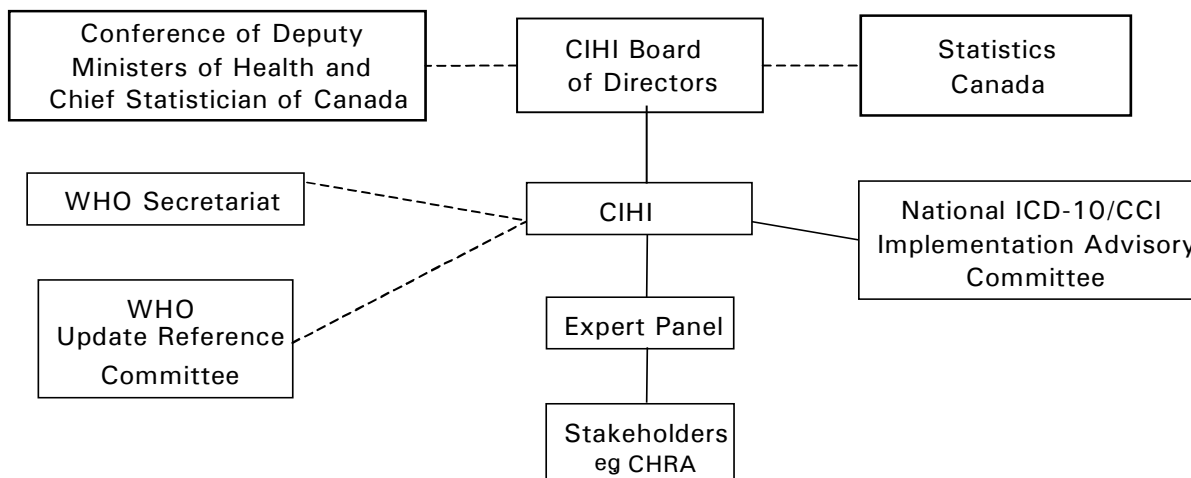 Conference of Deputy
Ministers of Health and
Chief Statistician of Canada
CIHI Board
of Directors
Statistics
Canada
WHO Secretariat
CIHI
National ICD-10/CCI
Implementation Advisory
Committee
WHO
Update Reference
Committee
Expert Panel
Stakeholders
eg CHRA